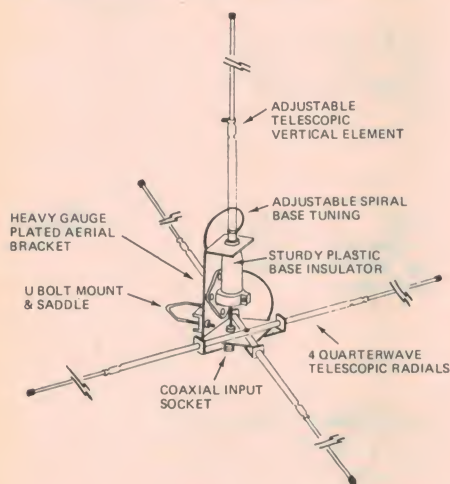 ADJUSTABLE
TELESCOPIC
VERTICAL ELEMENT
ADJUSTABLE SPIRAL
BASE TUNING
HEAVY GAUGE
PLATED AERIAL
BRACKET
STURDY PLASTIC
BASE INSULATOR
U BOLT MOUNT
& SADDLE
4 QUARTERWAVE
TELESCOPIC RADIALS
COAXIAL INPUT
SOCKET